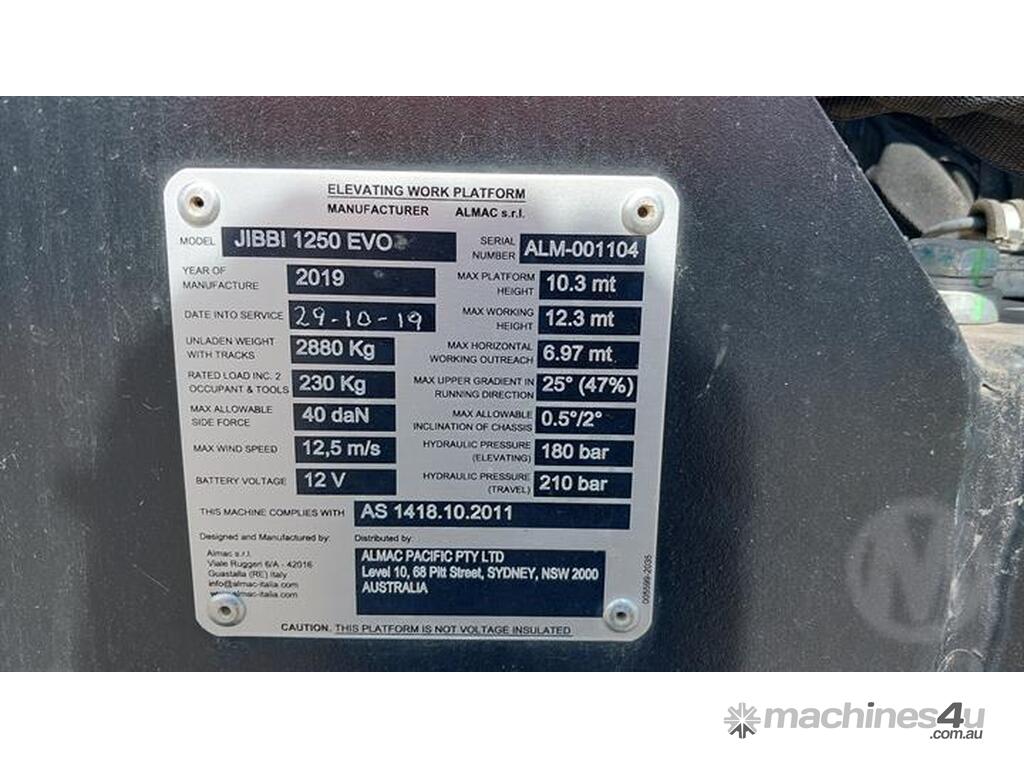 ELEVATING WORK PLATFORM
MANUFACTURER ALMAC s.r.l.
MODEL JIBBI 1250 EVO
SERIAL NUMBER ALM-001104
YEAR OF MANUFACTURE 2019
MAX PLATFORM HEIGHT 10.3 mt
DATE INTO SERVICE 29-10-19
MAX WORKING HEIGHT 12.3 mt
UNLADEN WEIGHT WITH TRACKS 2880 Kg
MAX HORIZONTAL WORKING OUTREACH 6.97 mt
RATED LOAD INC. 2 OCCUPANT & TOOLS 230 Kg
MAX UPPER GRADIENT IN RUNNING DIRECTION 25° (47%)
MAX ALLOWABLE SIDE FORCE 40 daN
MAX ALLOWABLE INCLINATION OF CHASSIS 0.5°/2°
MAX WIND SPEED 12,5 m/s
HYDRAULIC PRESSURE (ELEVATING) 180 bar
BATTERY VOLTAGE 12 V
HYDRAULIC PRESSURE (TRAVEL) 210 bar
THIS MACHINE COMPLIES WITH AS 1418.10.2011
Designed and Manufactured by:
Almac s.r.l.
Viale Ruggeri 6/A - 42016
Guastalla (RE) Italy
info@almac-italia.com
www.almac-italia.com
Distributed by:
ALMAC PACIFIC PTY LTD
Level 10, 68 Pitt Street, SYDNEY, NSW 2000
AUSTRALIA
CAUTION. THIS PLATFORM IS NOT VOLTAGE INSULATED
machines4u
.com.au